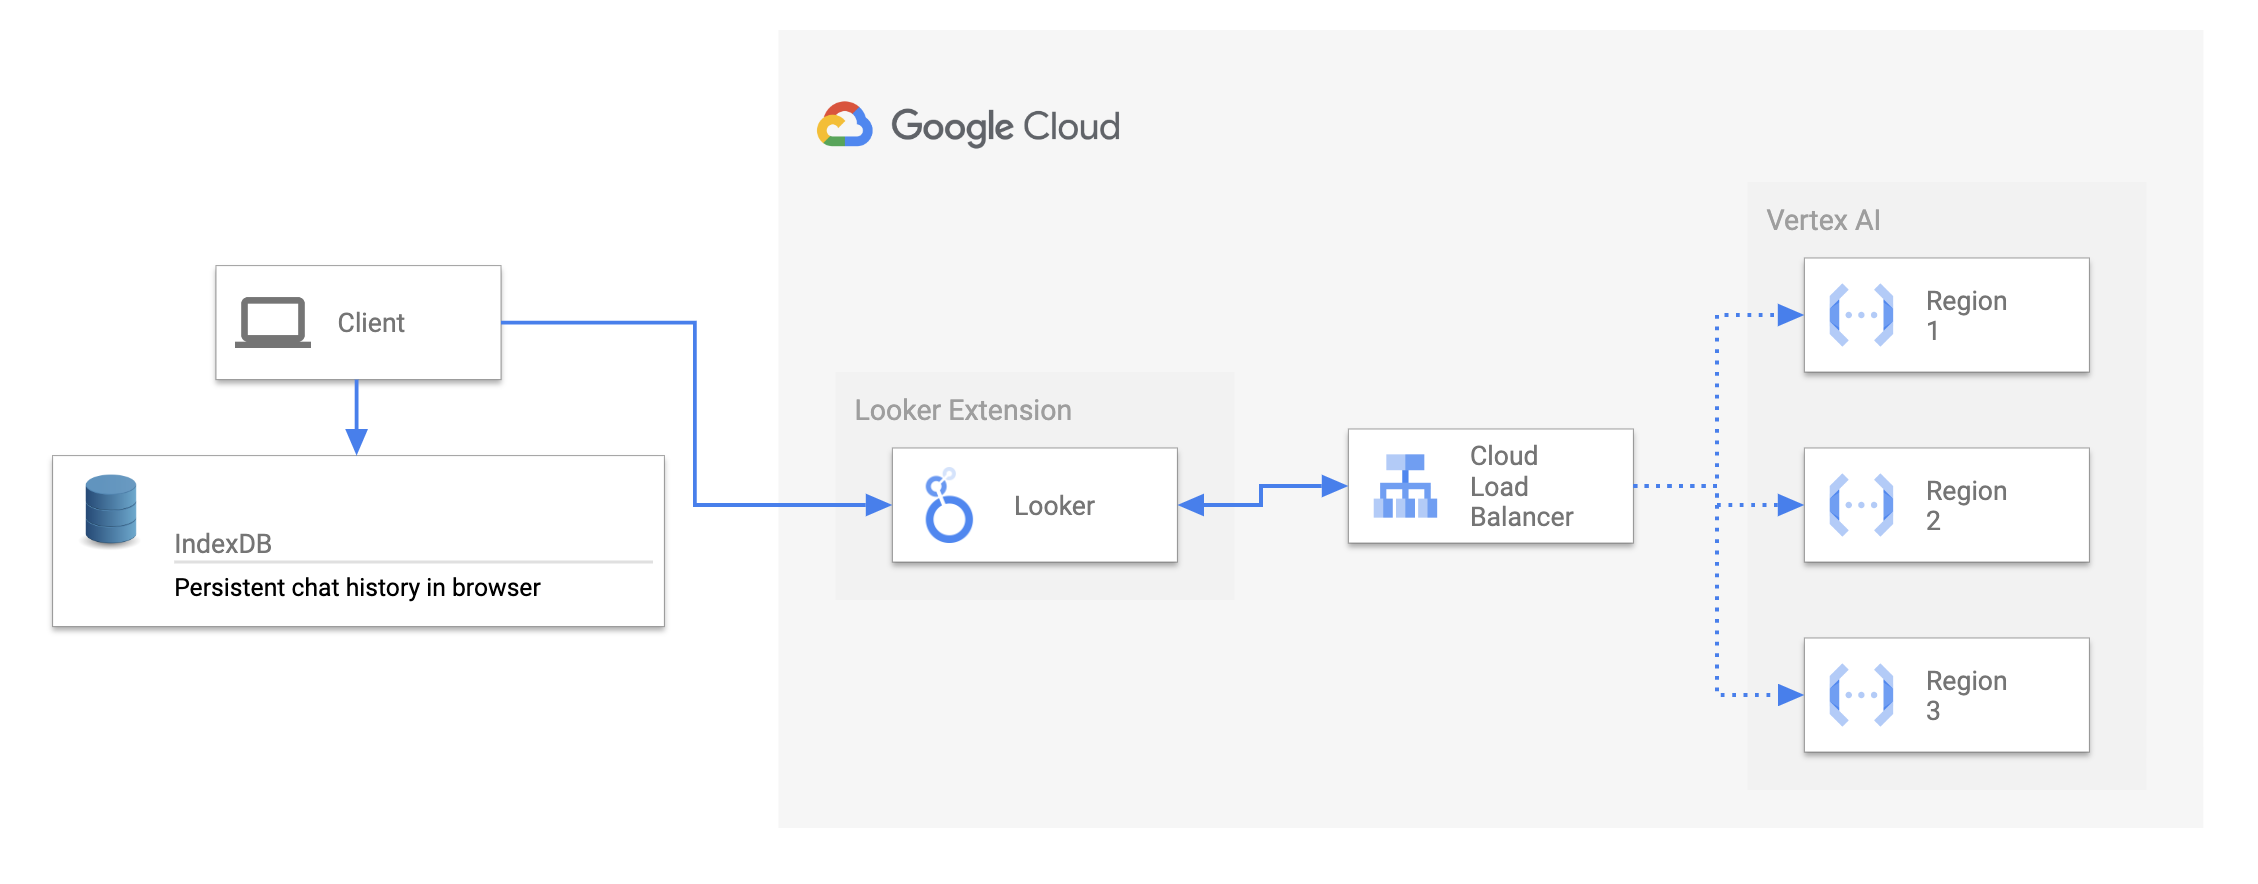 Google Cloud
Client
IndexDB
Persistent chat history in browser
Looker Extension
Looker
Cloud
Load
Balancer
Vertex AI
Region
1
Region
2
Region
3